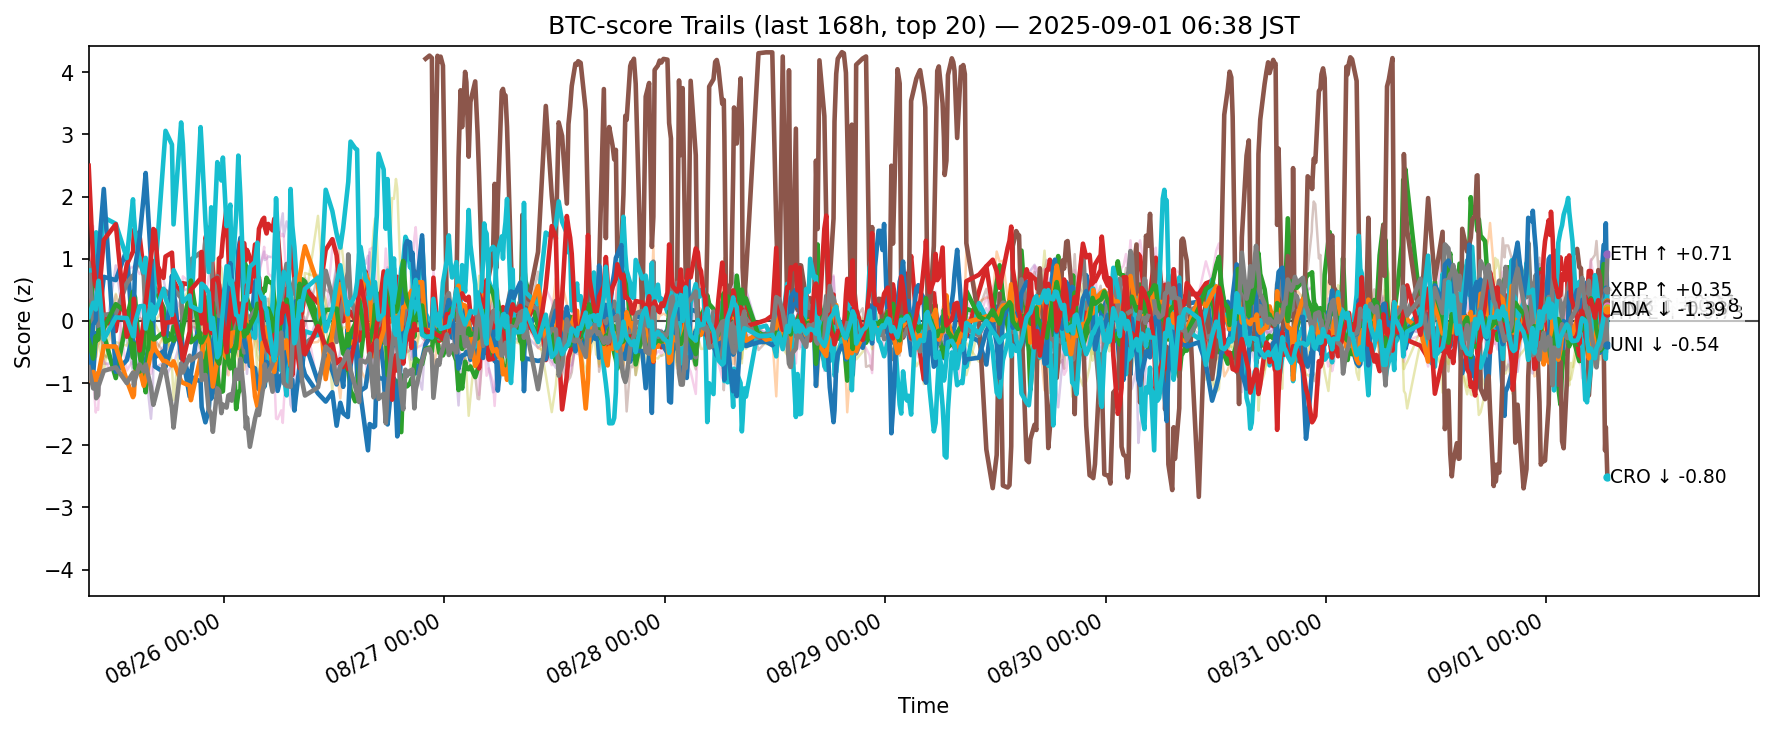 BTC-score Trails (last 168h, top 20) — 2025-09-01 06:38 JST
Score (z)
4
3
2
1
0
−1
−2
−3
−4
ETH ↑ +0.71
XRP ↑ +0.35
ADA ↓ -1.39
UNI ↓ -0.54
CRO ↓ -0.80
08/26 00:00
08/27 00:00
08/28 00:00
08/29 00:00
08/30 00:00
08/31 00:00
09/01 00:00
Time